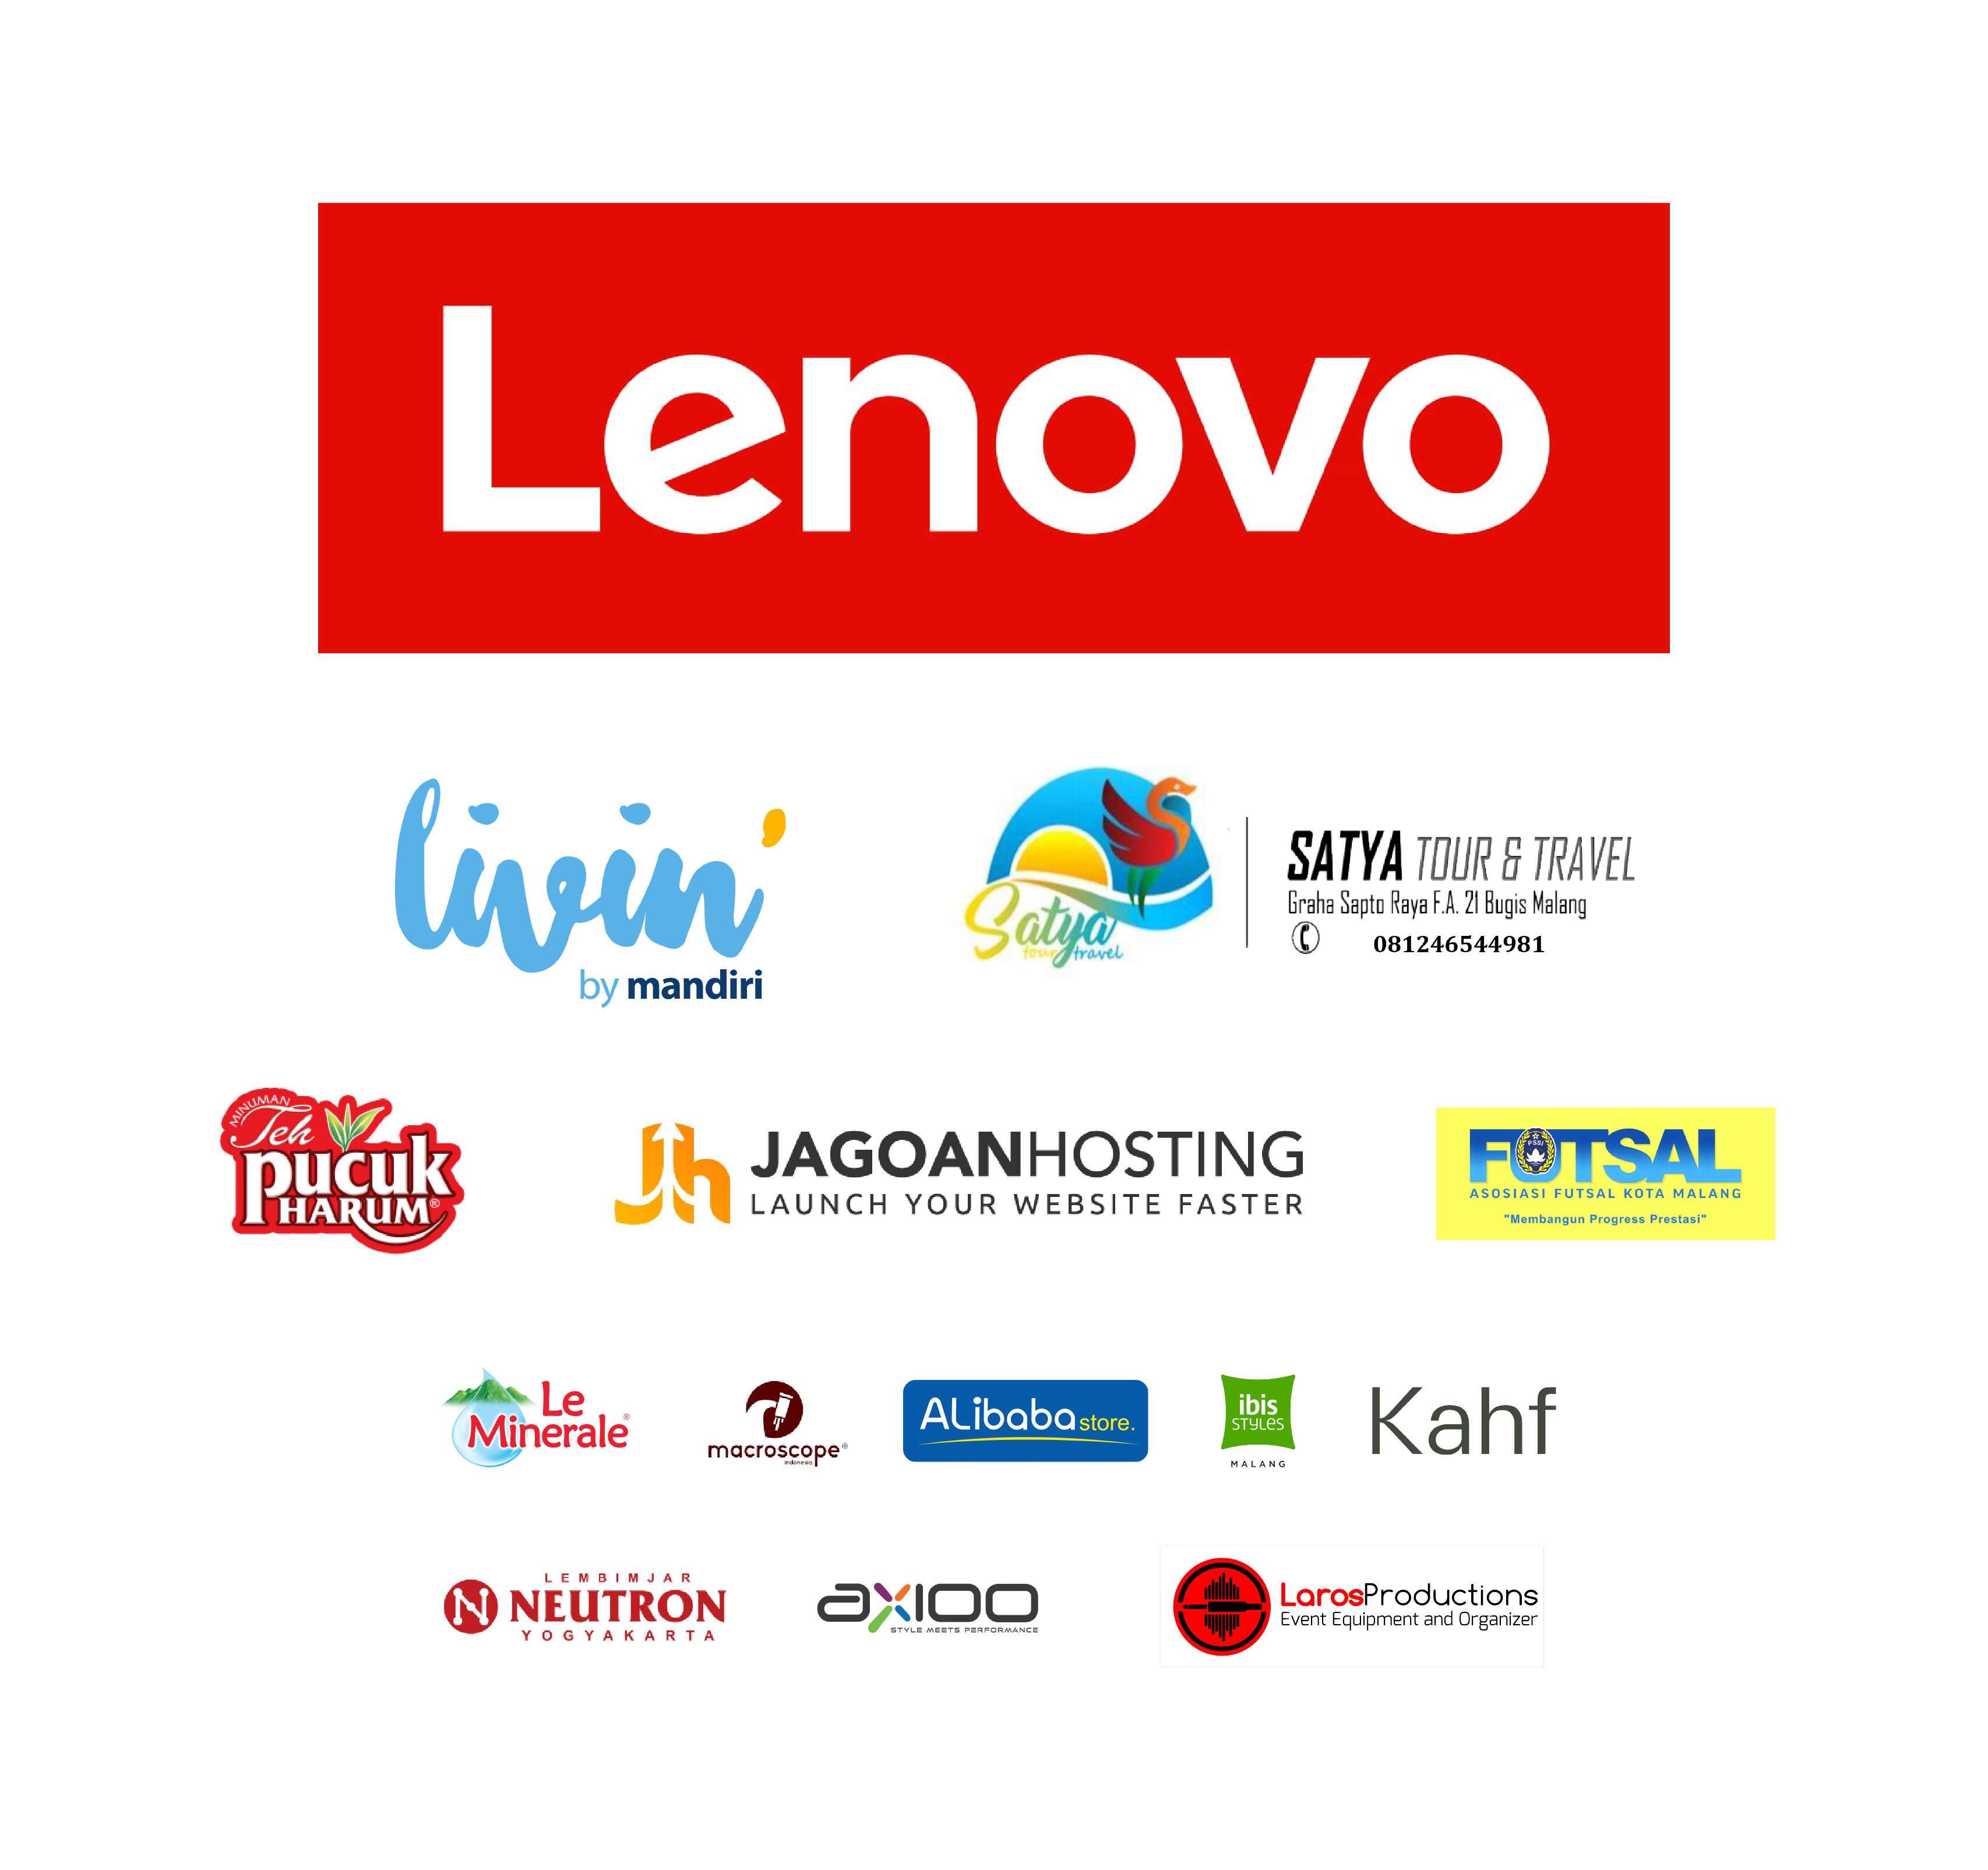 Lenovo
livin'
by mandiri
Satya
tour travel
SATYA TOUR & TRAVEL
Graha Sapto Raya F.A. 21 Bugis Malang
081246544981
MINUMAN
Teh
pucuk
HARUM®
Jh
JAGOANHOSTING
LAUNCH YOUR WEBSITE FASTER
FUTSAL
PSSI
ASOSIASI FUTSAL KOTA MALANG
"Membangun Progress Prestasi"
Le
Minerale®
macroscope®
indonesia
ALibaba store.
ibis
STYLES
MALANG
Kahf
N
LEMBIMJAR
NEUTRON
YOGYAKARTA
axioo
STYLE MEETS PERFORMANCE
LarosProductions
Event Equipment and Organizer